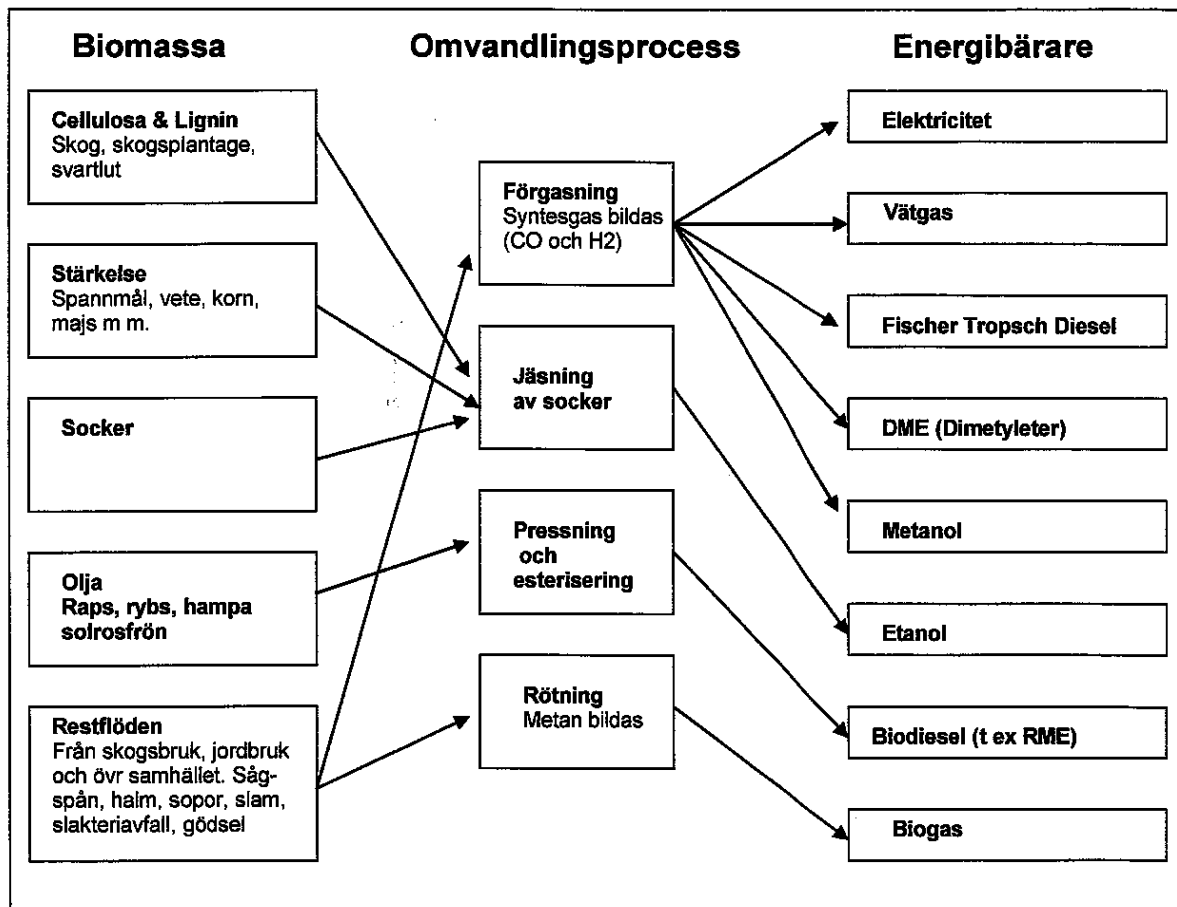 Biomassa
Omvandlingsprocess
Energibärare
Cellulosa & Lignin
Skog, skogsplantage,
svartlut
Stärkelse
Spannmål, vete, korn,
majs m m.
Socker
Olja
Raps, rybs, hampa
solrosfrön
Restflöden
Från skogsbruk, jordbruk
och övr samhället. Såg-
spån, halm, sopor, slam,
slakteriavfall, gödsel
Förgasning
Syntesgas bildas
(CO och H2)
Jäsning
av socker
Pressning
och
esterisering
Rötning
Metan bildas
Elektricitet
Vätgas
Fischer Tropsch Diesel
DME (Dimetyleter)
Metanol
Etanol
Biodiesel (t ex RME)
Biogas